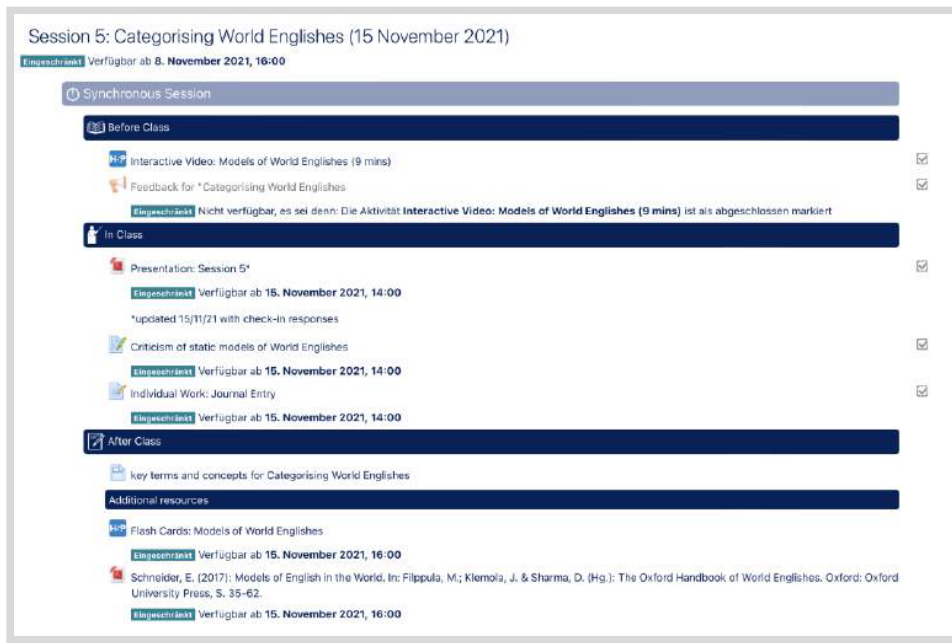 Session 5: Categorising World Englishes (15 November 2021)
Eingeschränkt Verfügbar ab 8. November 2021, 16:00
Synchronous Session
Before Class
H-P Interactive Video: Models of World Englishes (9 mins)
Feedback for *Categorising World Englishes
Eingeschränkt Nicht verfügbar, es sei denn: Die Aktivität Interactive Video: Models of World Englishes (9 mins) ist als abgeschlossen markiert
In Class
Presentation: Session 5*
Eingeschränkt Verfügbar ab 15. November 2021, 14:00
*updated 15/11/21 with check-in responses
Criticism of static models of World Englishes
Eingeschränkt Verfügbar ab 15. November 2021, 14:00
Individual Work: Journal Entry
Eingeschränkt Verfügbar ab 15. November 2021, 14:00
After Class
key terms and concepts for Categorising World Englishes
Additional resources
H-P Flash Cards: Models of World Englishes
Eingeschränkt Verfügbar ab 15. November 2021, 16:00
Schneider, E. (2017): Models of English in the World. In: Filppula, M.; Klemola, J. & Sharma, D. (Hg.): The Oxford Handbook of World Englishes. Oxford: Oxford
University Press, S. 35-62.
Eingeschränkt Verfügbar ab 15. November 2021, 16:00